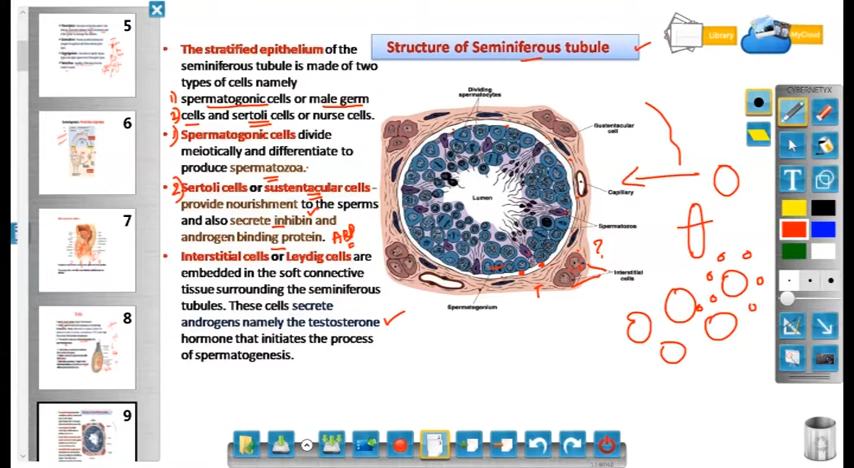 Structure of Seminiferous tubule
• The stratified epithelium of the
seminiferous tubule is made of two
types of cells namely
1) spermatogonic cells or male germ
2) cells and sertoli cells or nurse cells.
1) • Spermatogonic cells divide
meiotically and differentiate to
produce spermatozoa.
2) • Sertoli cells or sustentacular cells -
provide nourishment to the sperms
and also secrete inhibin and
androgen binding protein. ABP
• Interstitial cells or Leydig cells are
embedded in the soft connective
tissue surrounding the seminiferous
tubules. These cells secrete
androgens namely the testosterone
hormone that initiates the process
of spermatogenesis.
Dividing
spermatocytes
Sustentacular
cell
Lumen
Capillary
Spermatozoa
?
Interstitial
cells
T
Spermatogonium
5
6
7
8
9
Library
MyCloud
CYBERNETYX
T